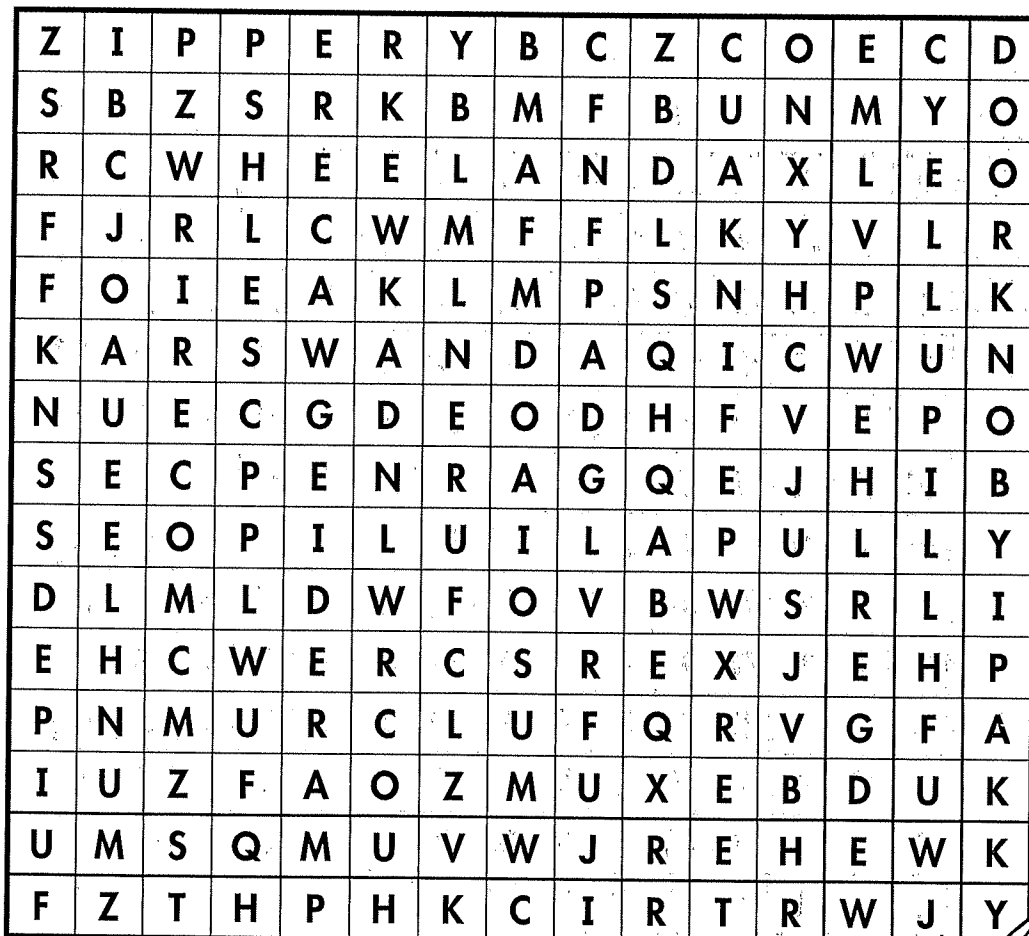 Z I P P E R Y B C Z C O E C D
S B Z S R K B M F B U N M Y O
R C W H E E L A N D A X L E O
F J R L C W M F F L K Y V L R
F O I E A K L M P S N H P L K
K A R S W A N D A Q I C W U N
N U E C G D E O D H F V E P O
S E C P E N R A G Q E J H I B
S E O P I L U I L A P U L L Y
D L M L D W F O V B W S R L I
E H C W E R C S R E X J E H P
P N M U R C L U F Q R V G F A
I U Z F A O Z M U X E B D U K
U M S Q M U V W J R E H E W K
F Z T H P H K C I R T R W J Y